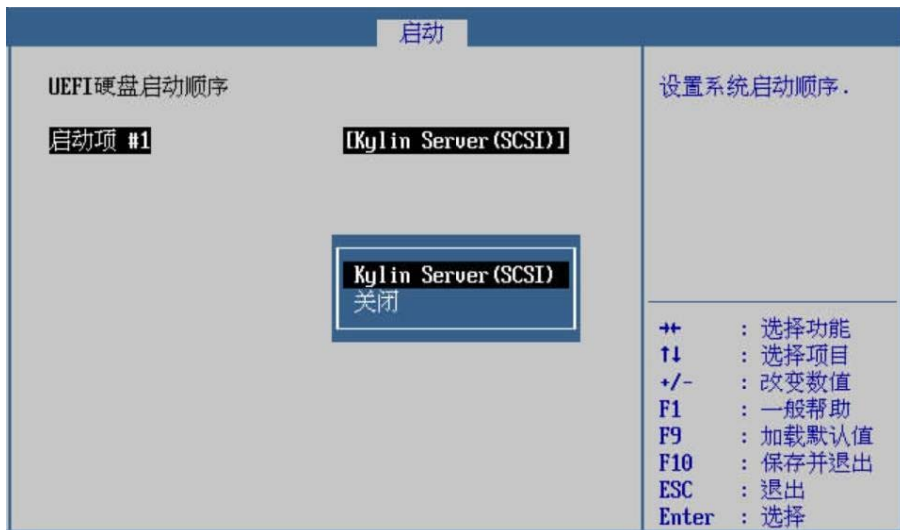 启动
UEFI硬盘启动顺序
启动项 #1 [Kylin Server(SCSI)]
Kylin Server(SCSI)
关闭
设置系统启动顺序.
→← : 选择功能
↑↓ : 选择项目
+/- : 改变数值
F1 : 一般帮助
F9 : 加载默认值
F10 : 保存并退出
ESC : 退出
Enter : 选择